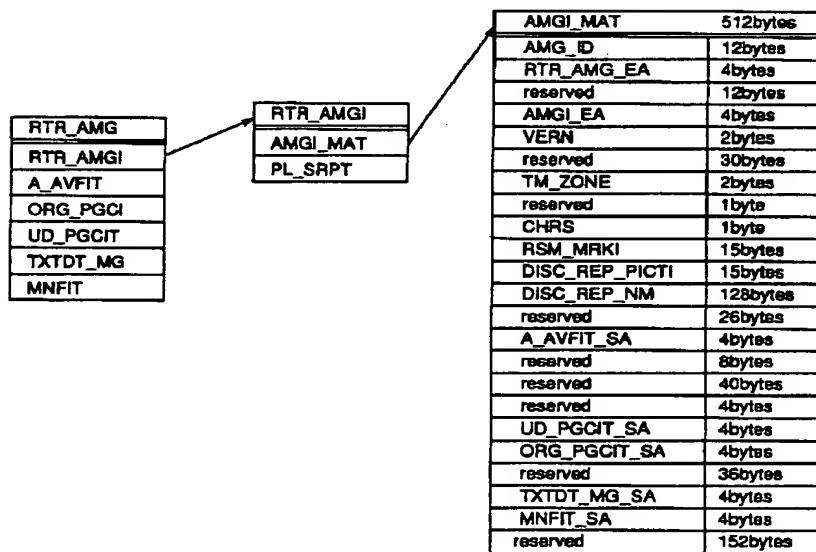 RTR_AMG
RTR_AMGI
A_AVFIT
ORG_PGCI
UD_PGCIT
TXTDT_MG
MNFIT
RTR_AMGI
AMGI_MAT
PL_SRPT
AMGI_MAT 512bytes
AMG_ID 12bytes
RTR_AMG_EA 4bytes
reserved 12bytes
AMGI_EA 4bytes
VERN 2bytes
reserved 30bytes
TM_ZONE 2bytes
reserved 1byte
CHRS 1byte
RSM_MRKI 15bytes
DISC_REP_PICTI 15bytes
DISC_REP_NM 128bytes
reserved 26bytes
A_AVFIT_SA 4bytes
reserved 8bytes
reserved 40bytes
reserved 4bytes
UD_PGCIT_SA 4bytes
ORG_PGCIT_SA 4bytes
reserved 36bytes
TXTDT_MG_SA 4bytes
MNFIT_SA 4bytes
reserved 152bytes